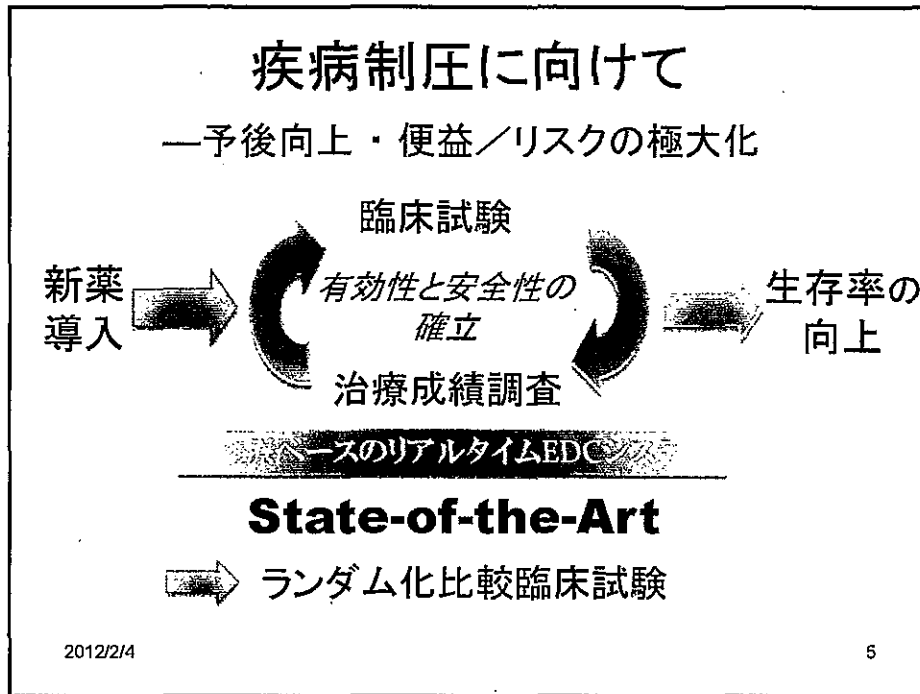 疾病制圧に向けて
—予後向上・便益／リスクの極大化
臨床試験
新薬
導入
有効性と安全性の
確立
生存率の
向上
治療成績調査
ベースのリアルタイムEDC
State-of-the-Art
ランダム化比較臨床試験
2012/2/4
5